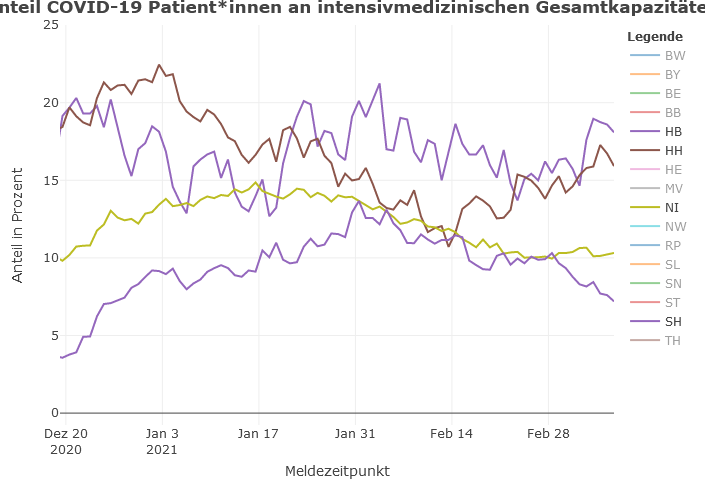 nteil COVID-19 Patient*innen an intensivmedizinischen Gesamtkapazitäte
25
20
15
10
5
0
Anteil in Prozent
Dez 20
2020
Jan 3
2021
Jan 17
Jan 31
Feb 14
Feb 28
Meldezeitpunkt
Legende
BW
BY
BE
BB
HB
HH
HE
MV
NI
NW
RP
SL
SN
ST
SH
TH